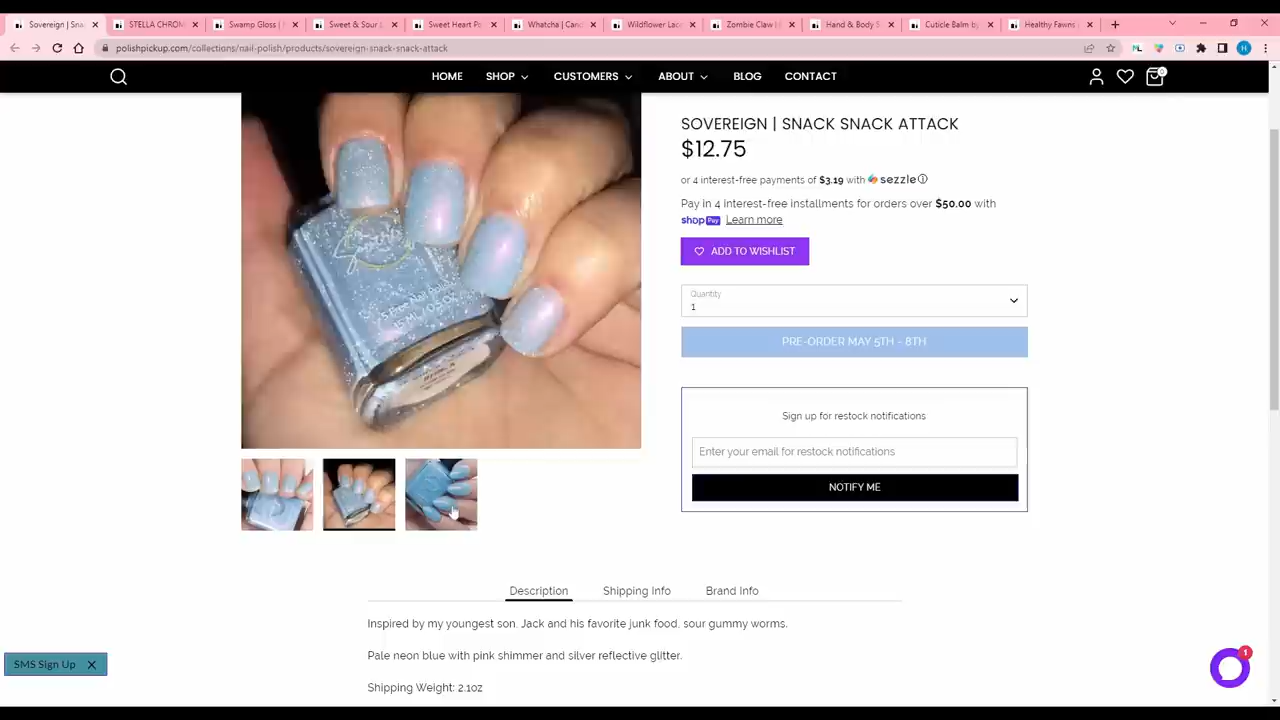 Sovereign |
STELLA CHROM
Swamp Gloss |
Sweet & Sour
Sweet Heart Po
Whatcha | Cand
Wildflower Lace
Zombie Claw
Hand & Body S
Cuticle Balm by
Healthy Fawns
polishpickup.com/collections/nail-polish/products/sovereign-snack-snack-attack
HOME SHOP CUSTOMERS ABOUT BLOG CONTACT
0
SOVEREIGN | SNACK SNACK ATTACK
$12.75
or 4 interest-free payments of $3.19 with sezzle
Pay in 4 interest-free installments for orders over $50.00 with
shop Pay Learn more
ADD TO WISHLIST
Quantity
1
PRE-ORDER MAY 5TH - 8TH
Sign up for restock notifications
Enter your email for restock notifications
NOTIFY ME
Description Shipping Info Brand Info
Inspired by my youngest son, Jack and his favorite junk food, sour gummy worms.
Pale neon blue with pink shimmer and silver reflective glitter.
Shipping Weight: 2.1oz
SMS Sign Up
1